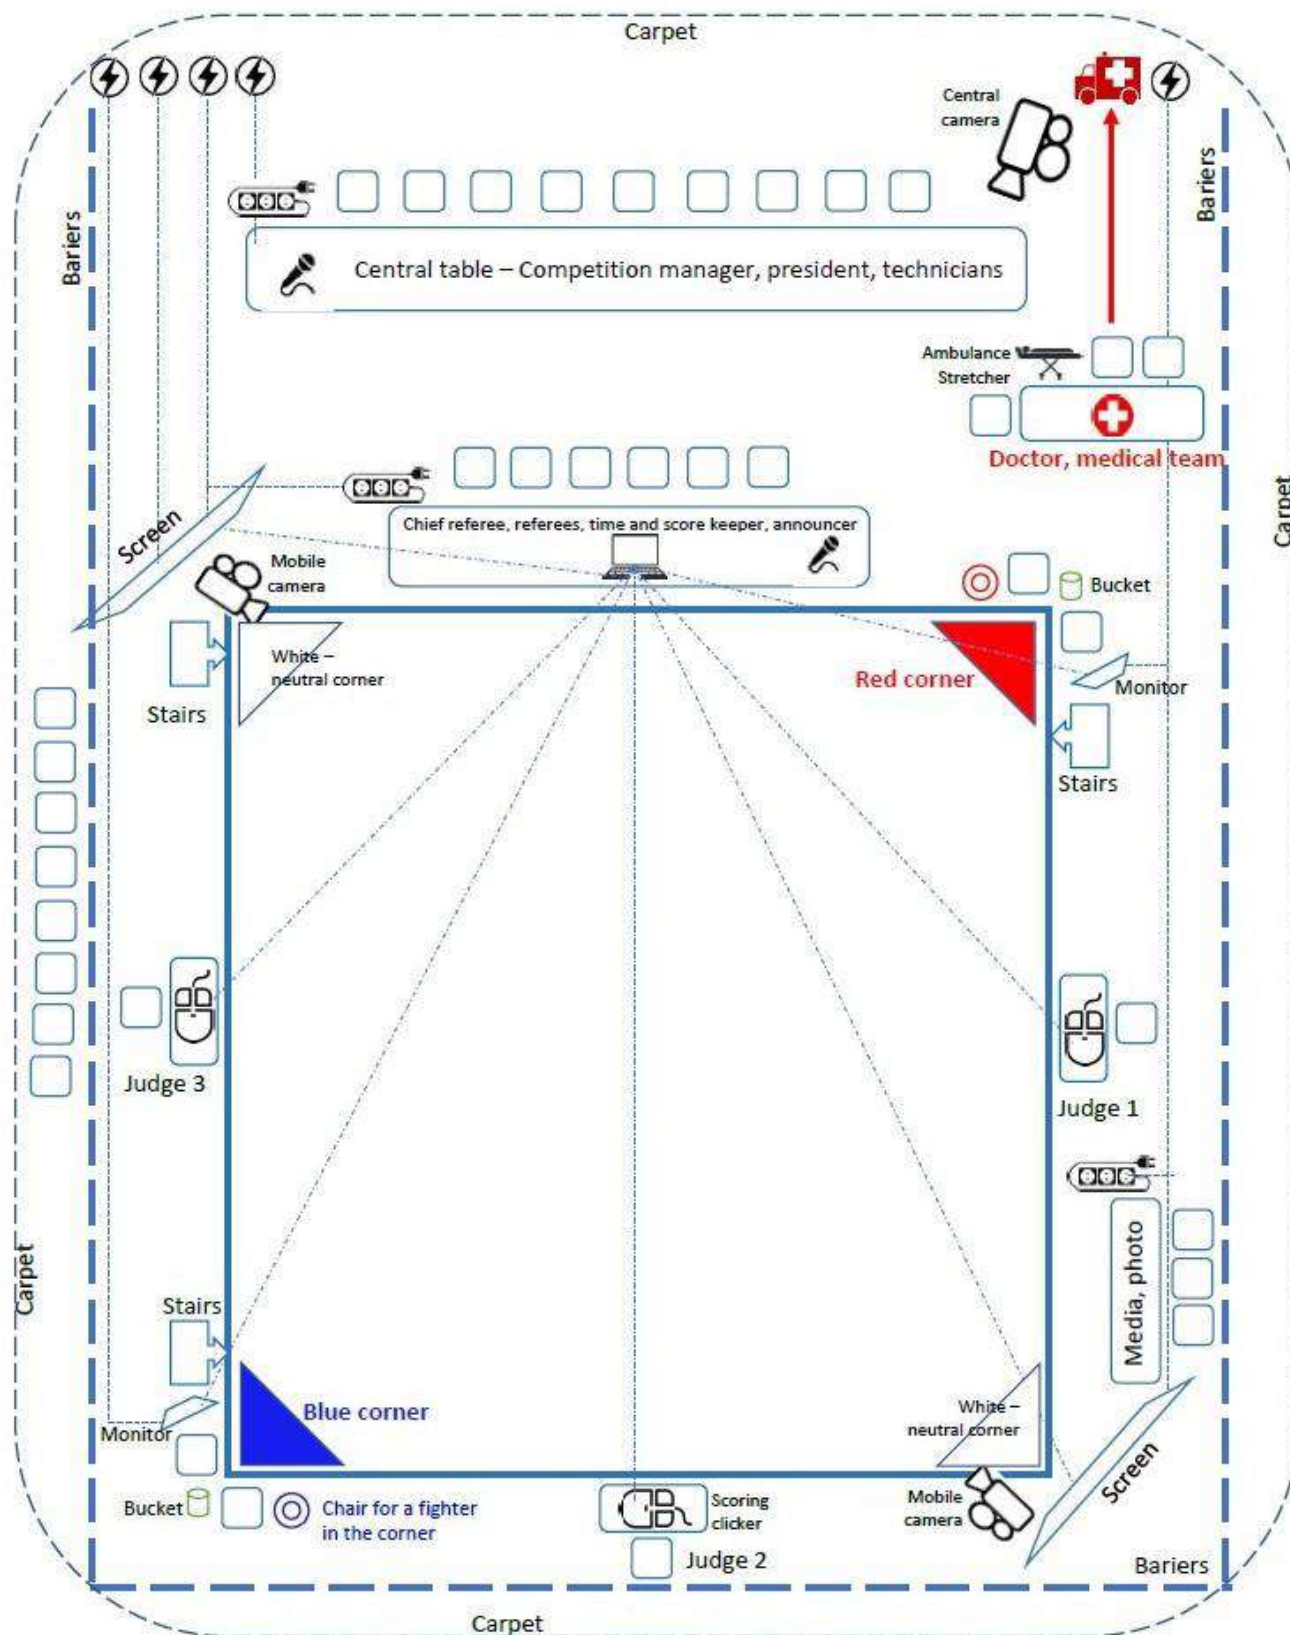 Carpet
Central
camera
Bariers
Bariers
Central table – Competition manager, president, technicians
Ambulance
Stretcher
Doctor, medical team
Carpet
Screen
Chief referee, referees, time and score keeper, announcer
Mobile
camera
Bucket
White –
neutral corner
Red corner
Monitor
Stairs
Stairs
Judge 3
Judge 1
Media, photo
Carpet
Stairs
Blue corner
White –
neutral corner
Monitor
Screen
Bucket
Chair for a fighter
in the corner
Scoring
clicker
Mobile
camera
Judge 2
Bariers
Carpet